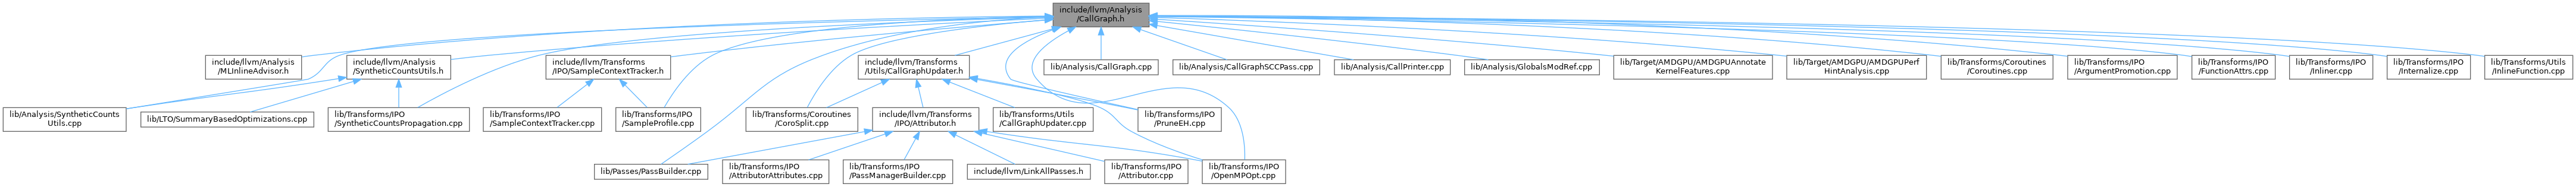 include/llvm/Analysis
/CallGraph.h
include/llvm/Analysis
/MLInlineAdvisor.h
include/llvm/Analysis
/SyntheticCountsUtils.h
include/llvm/Transforms
/IPO/SampleContextTracker.h
include/llvm/Transforms
/Utils/CallGraphUpdater.h
lib/Analysis/CallGraph.cpp
lib/Analysis/CallGraphSCCPass.cpp
lib/Analysis/CallPrinter.cpp
lib/Analysis/GlobalsModRef.cpp
lib/Target/AMDGPU/AMDGPUAnnotate
KernelFeatures.cpp
lib/Target/AMDGPU/AMDGPUPerf
HintAnalysis.cpp
lib/Transforms/Coroutines
/Coroutines.cpp
lib/Transforms/IPO
/ArgumentPromotion.cpp
lib/Transforms/IPO
/FunctionAttrs.cpp
lib/Transforms/IPO
/Inliner.cpp
lib/Transforms/IPO
/Internalize.cpp
lib/Transforms/Utils
/InlineFunction.cpp
lib/Analysis/SyntheticCounts
Utils.cpp
lib/LTO/SummaryBasedOptimizations.cpp
lib/Transforms/IPO
/SyntheticCountsPropagation.cpp
lib/Transforms/IPO
/SampleContextTracker.cpp
lib/Transforms/IPO
/SampleProfile.cpp
lib/Transforms/Coroutines
/CoroSplit.cpp
include/llvm/Transforms
/IPO/Attributor.h
lib/Transforms/Utils
/CallGraphUpdater.cpp
lib/Transforms/IPO
/PruneEH.cpp
lib/Passes/PassBuilder.cpp
lib/Transforms/IPO
/AttributorAttributes.cpp
lib/Transforms/IPO
/PassManagerBuilder.cpp
include/llvm/LinkAllPasses.h
lib/Transforms/IPO
/Attributor.cpp
lib/Transforms/IPO
/OpenMPOpt.cpp